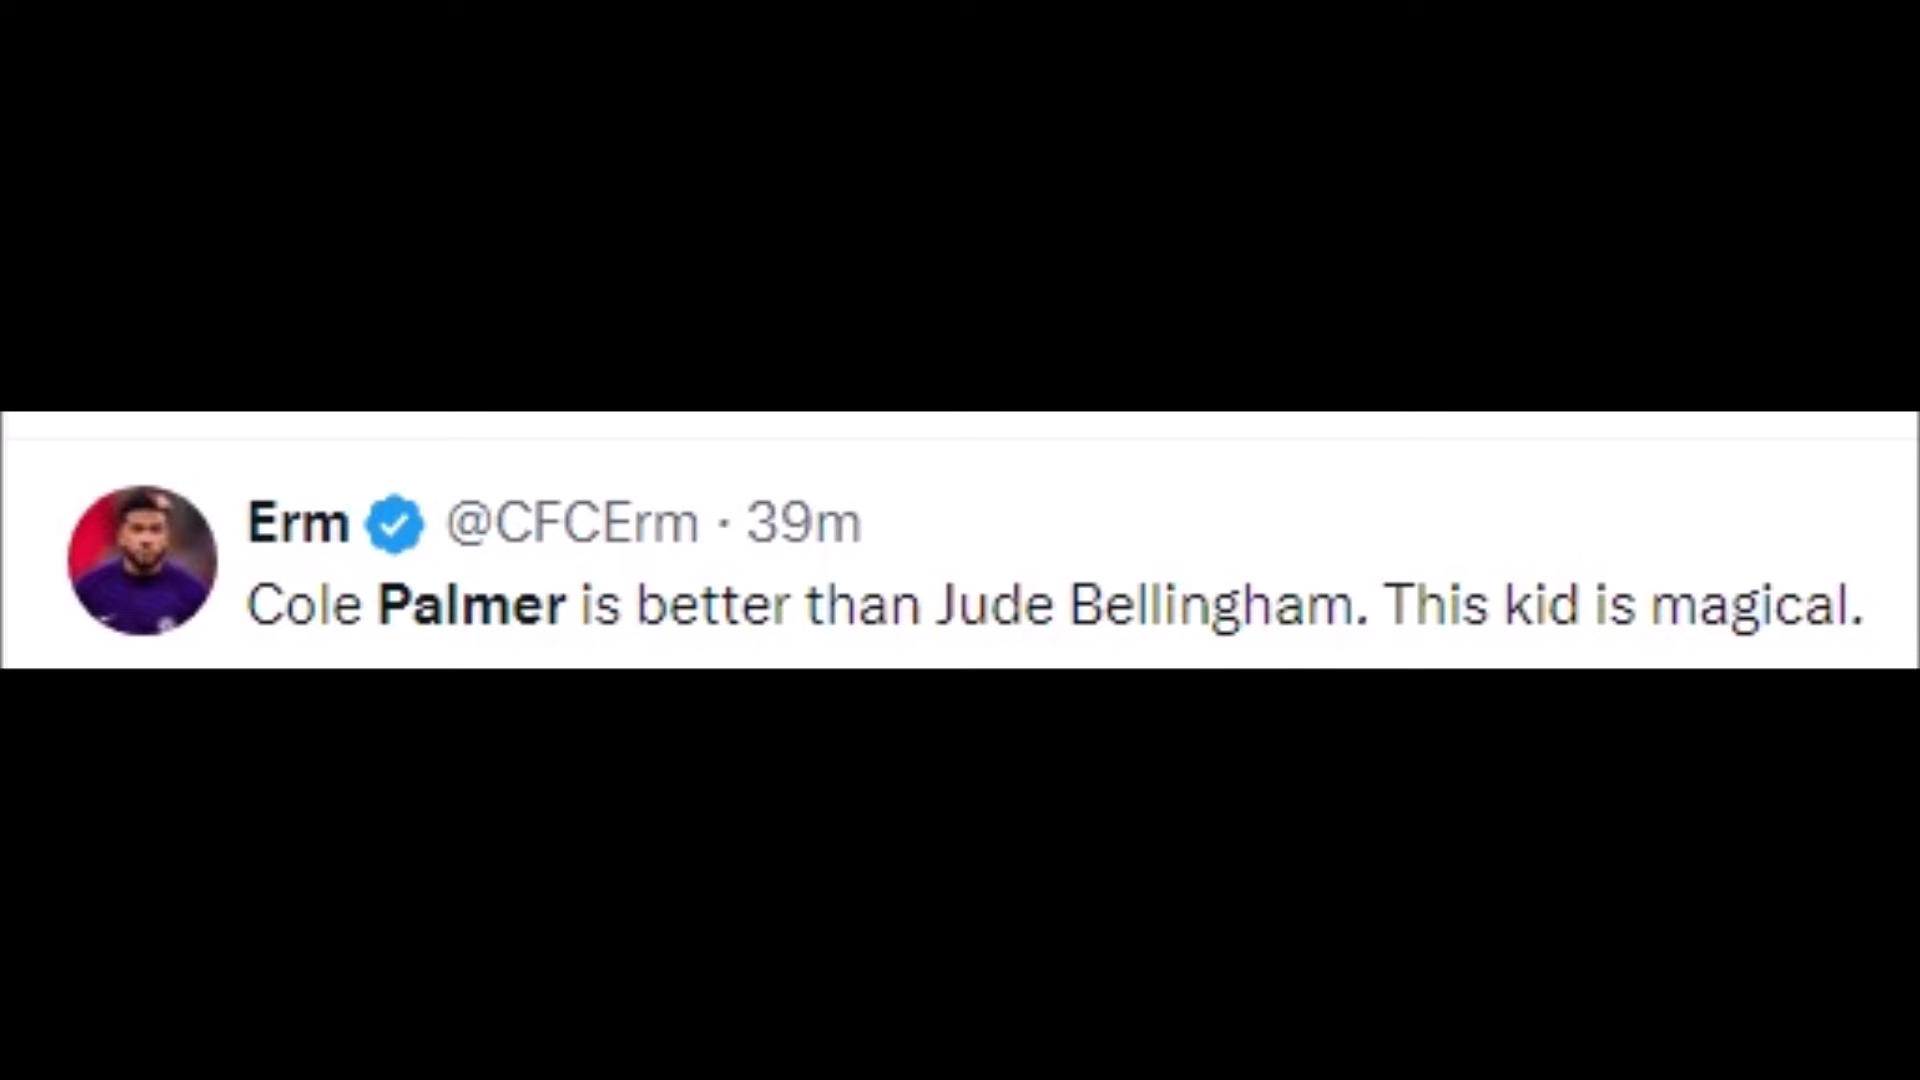 Erm @CFCErm · 39m
Cole Palmer is better than Jude Bellingham. This kid is magical.